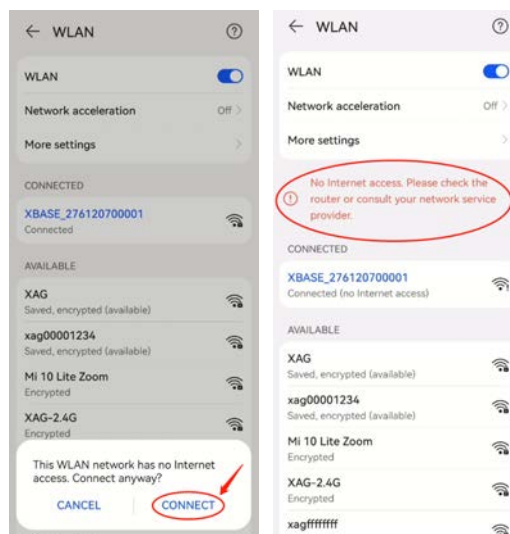 WLAN
WLAN
Network acceleration Off
More settings
CONNECTED
XBASE_276120700001
Connected
AVAILABLE
XAG
Saved, encrypted (available)
xag00001234
Saved, encrypted (available)
Mi 10 Lite Zoom
Encrypted
XAG-2.4G
Encrypted
This WLAN network has no Internet
access. Connect anyway?
CANCEL CONNECT
WLAN
WLAN
Network acceleration Off
More settings
No Internet access. Please check the
router or consult your network service
provider.
CONNECTED
XBASE_276120700001
Connected (no Internet access)
AVAILABLE
XAG
Saved, encrypted (available)
xag00001234
Saved, encrypted (available)
Mi 10 Lite Zoom
Encrypted
XAG-2.4G
Encrypted
xagffffffff